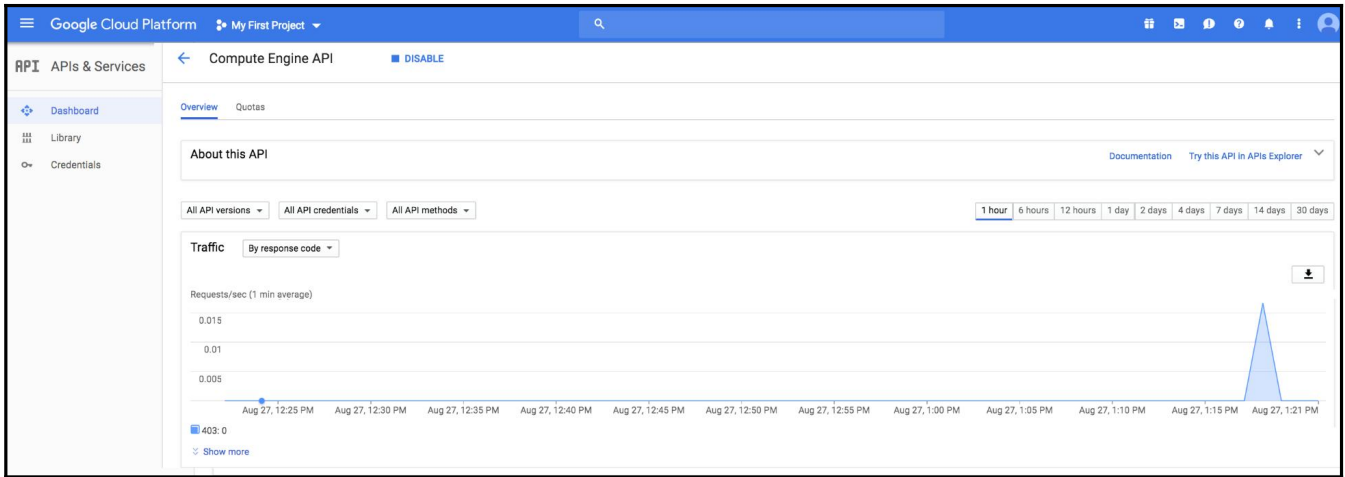 Google Cloud Platform My First Project
API APIs & Services
Compute Engine API DISABLE
Dashboard
Library
Credentials
Overview Quotas
About this API Documentation Try this API in APIs Explorer
All API versions All API credentials All API methods 1 hour 6 hours 12 hours 1 day 2 days 4 days 7 days 14 days 30 days
Traffic By response code
Requests/sec (1 min average)
0.015
0.01
0.005
Aug 27, 12:25 PM Aug 27, 12:30 PM Aug 27, 12:35 PM Aug 27, 12:40 PM Aug 27, 12:45 PM Aug 27, 12:50 PM Aug 27, 12:55 PM Aug 27, 1:00 PM Aug 27, 1:05 PM Aug 27, 1:10 PM Aug 27, 1:15 PM Aug 27, 1:21 PM
403: 0
Show more